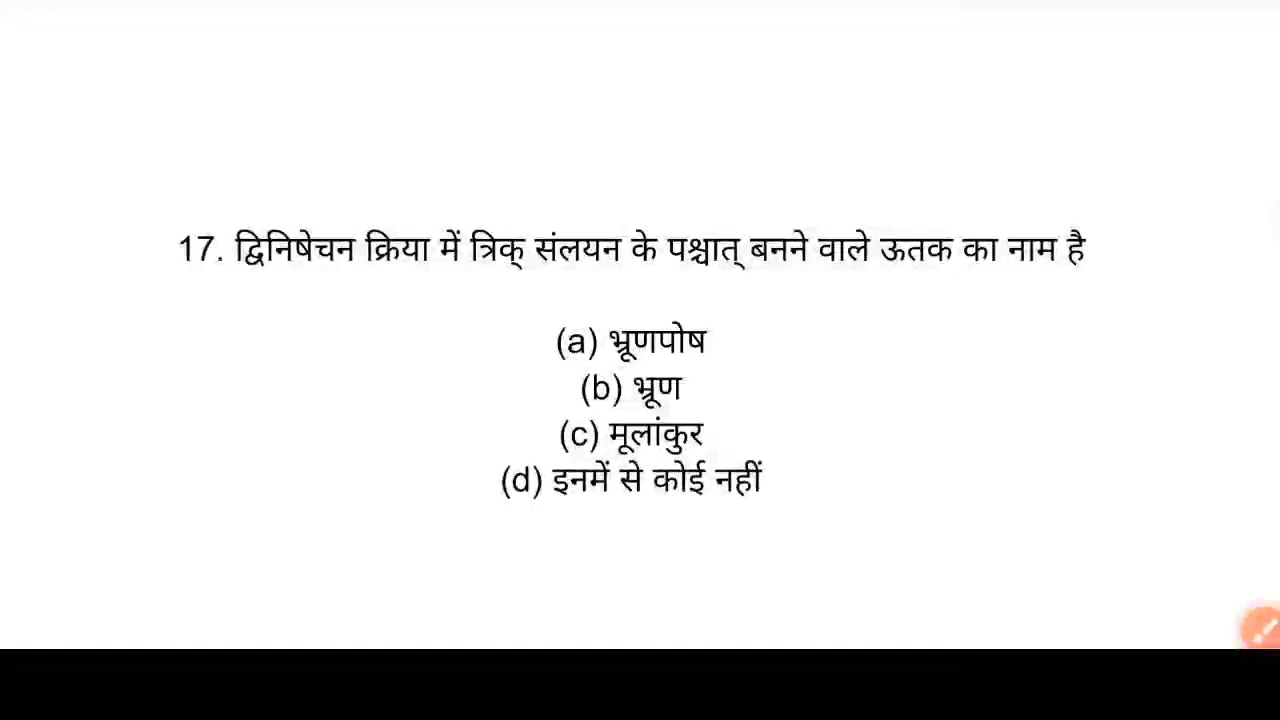 17. द्विनिषेचन क्रिया में त्रिक् संलयन के पश्चात् बनने वाले ऊतक का नाम है
(a) भ्रूणपोष
(b) भ्रूण
(c) मूलांकुर
(d) इनमें से कोई नहीं